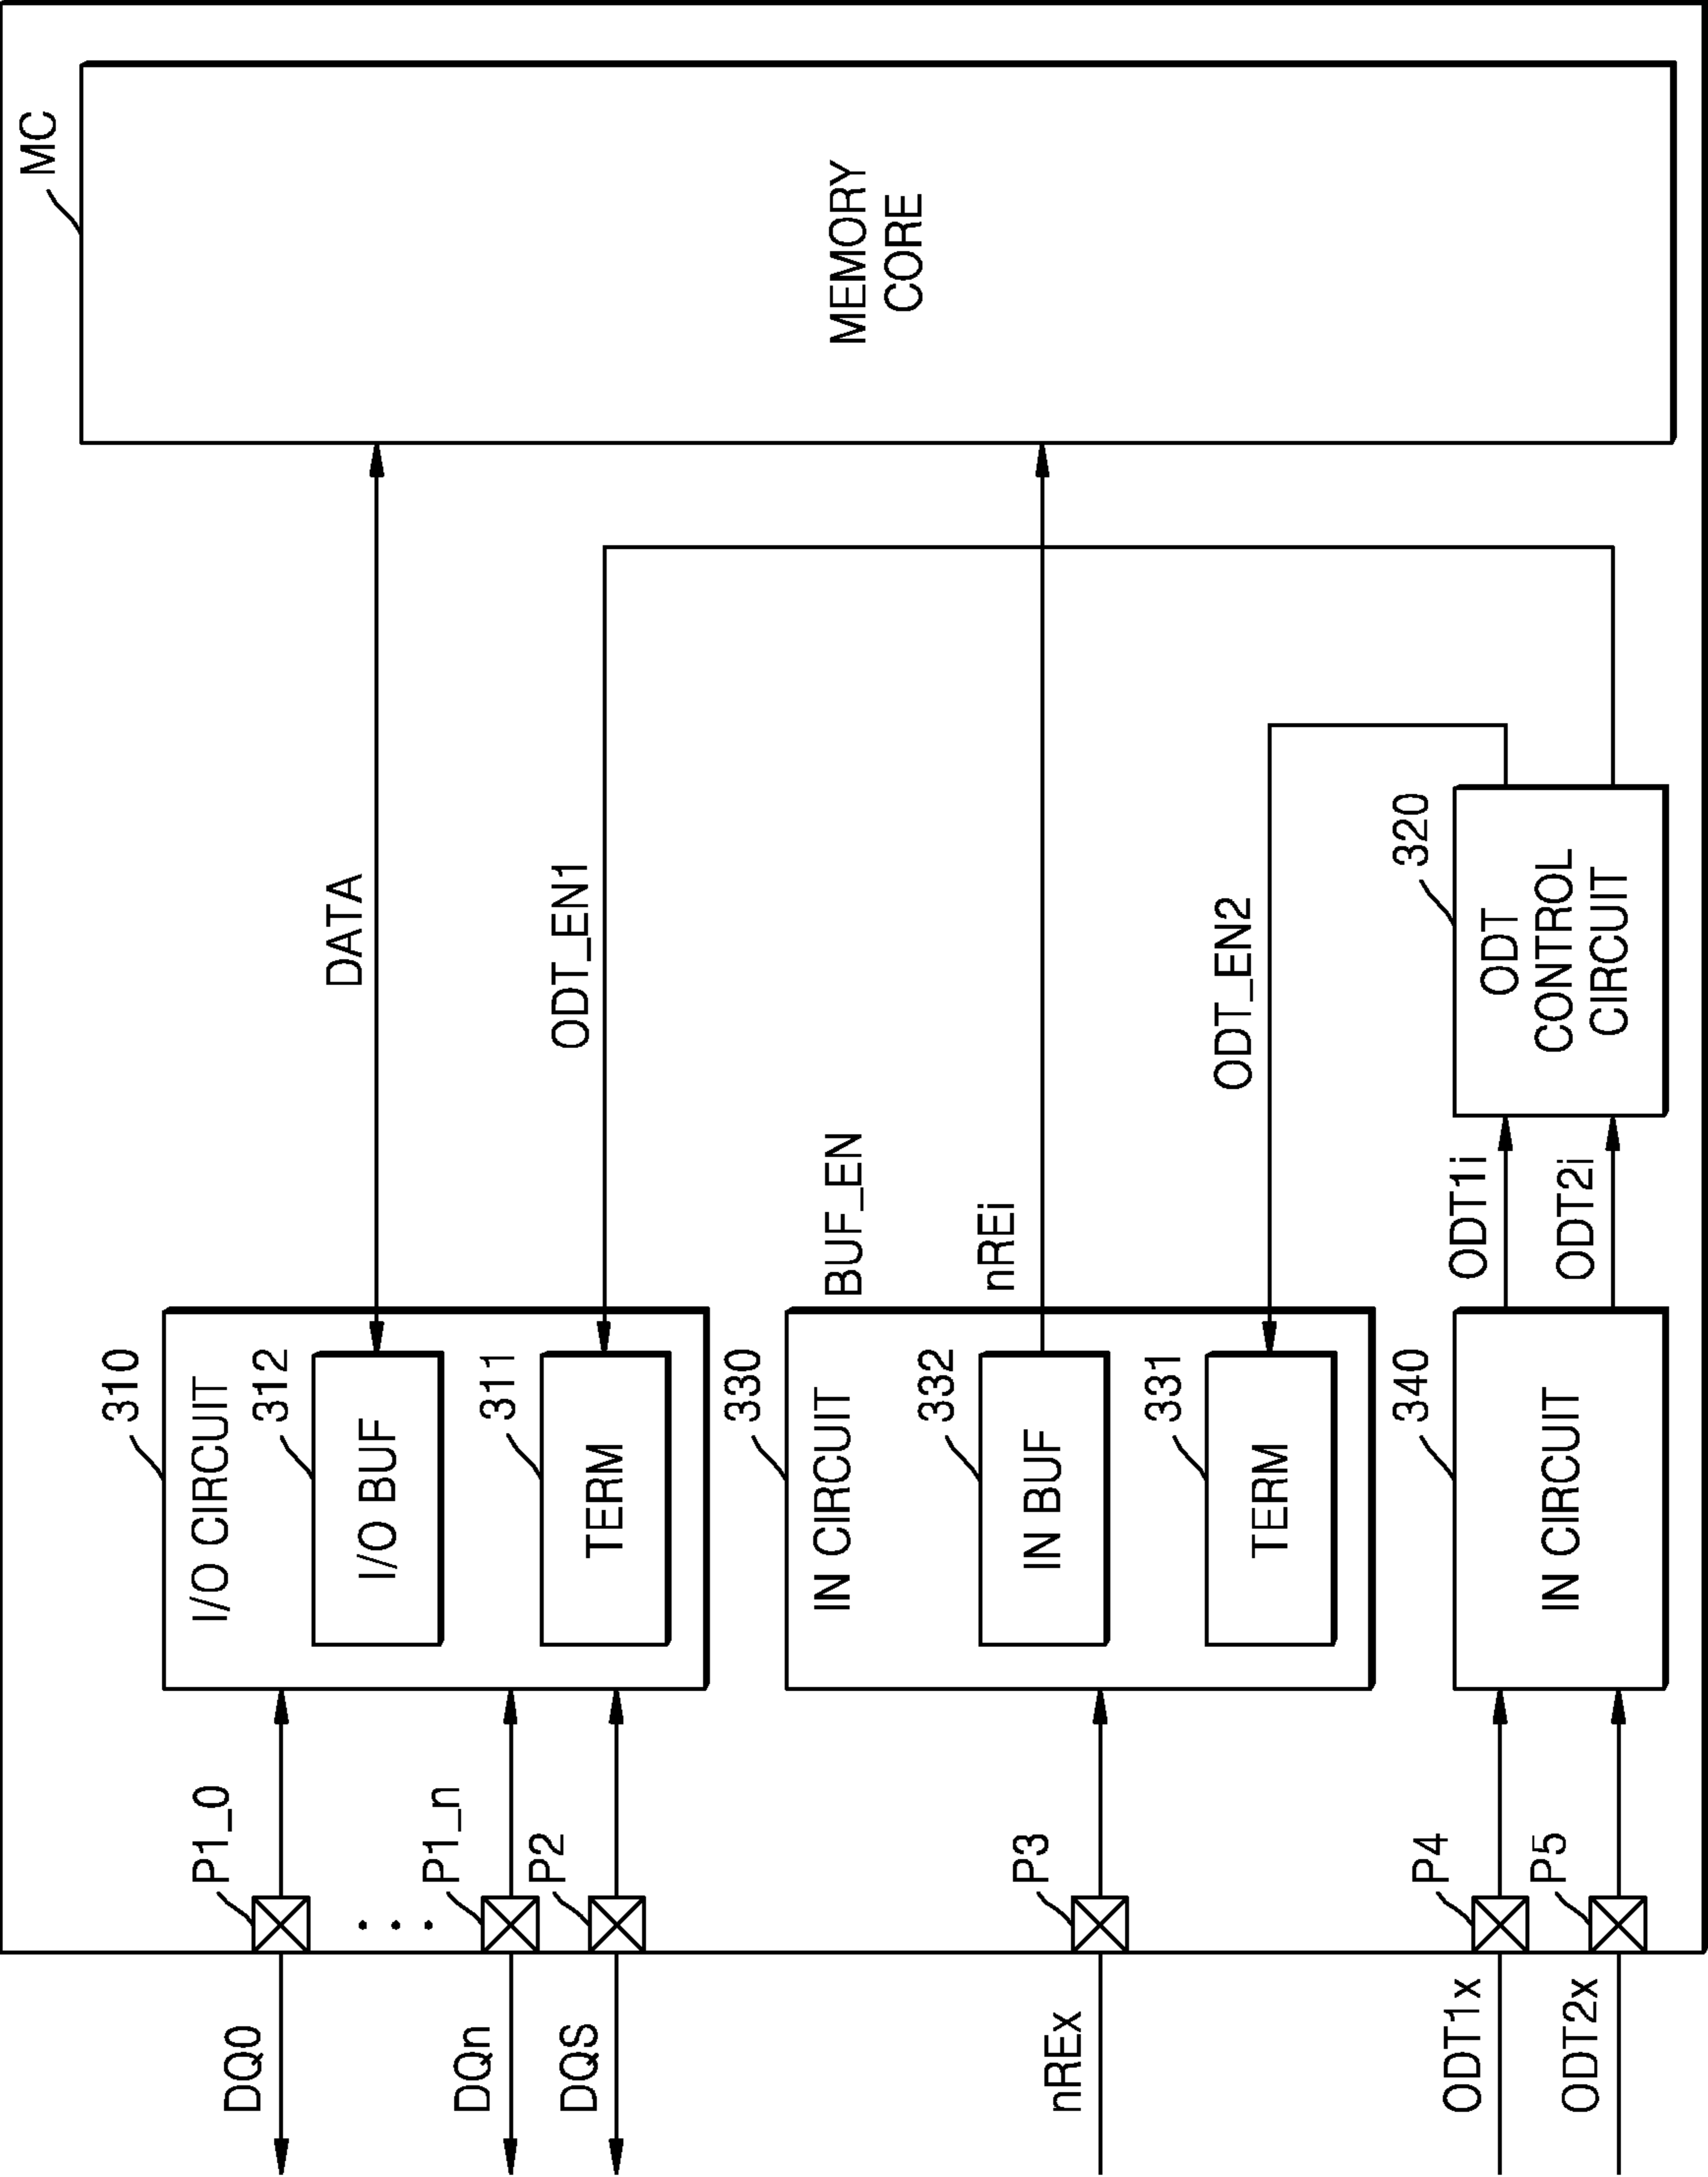 DQ0
P1_0
I/O CIRCUIT
310
I/O BUF
312
DATA
MC
DQn
P1_n
TERM
311
ODT_EN1
DQS
P2
MEMORY
CORE
IN CIRCUIT
330
BUF_EN
nREx
P3
IN BUF
332
nREi
TERM
331
ODT_EN2
ODT1x
P4
IN CIRCUIT
340
ODT1i
ODT
CONTROL
CIRCUIT
320
ODT2x
P5
ODT2i